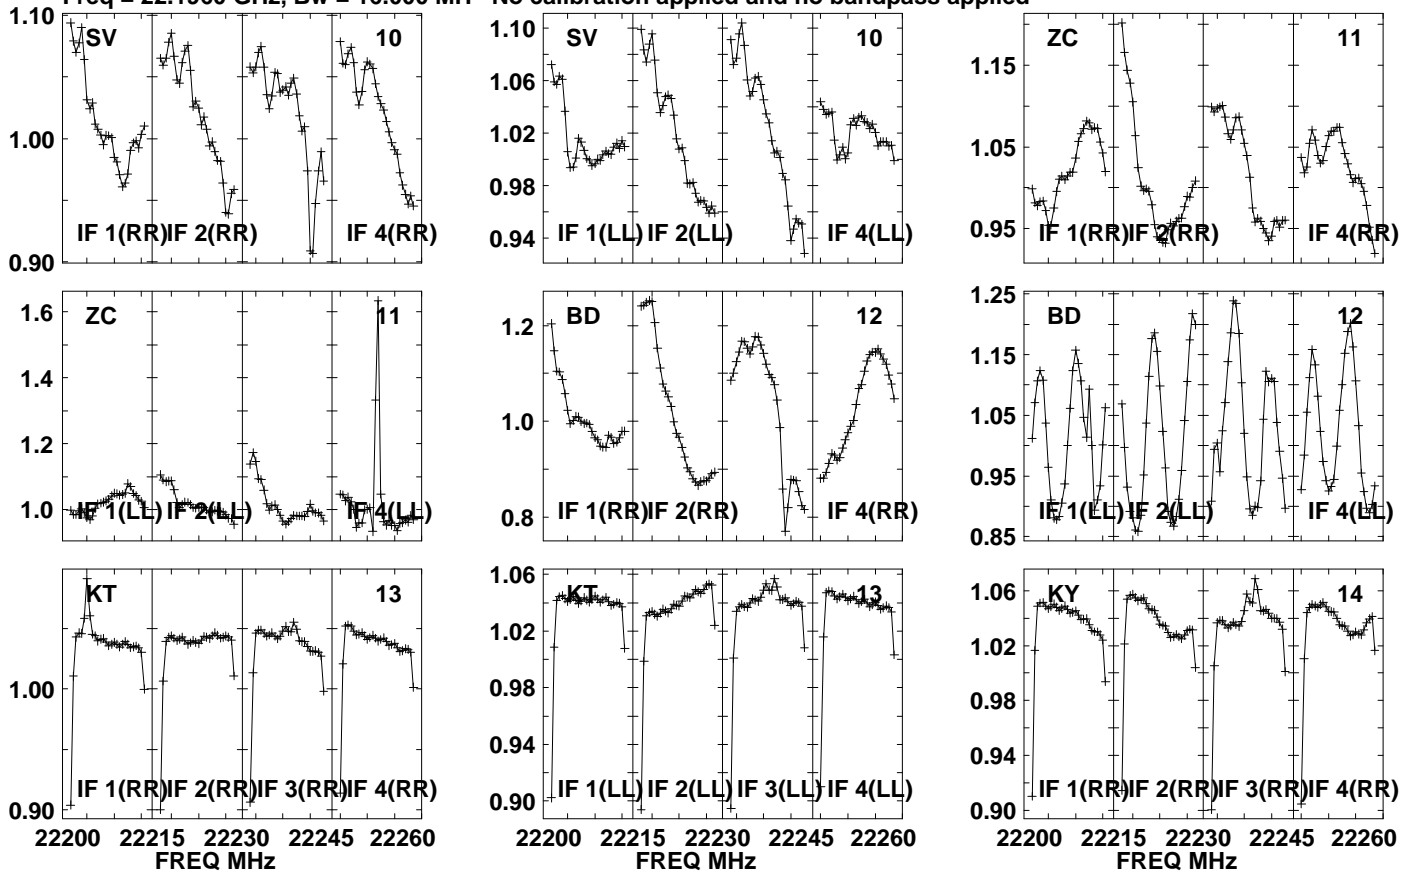 Freq = 22.1960 GHz, Bw = 16.000 MH No calibration applied and no bandpass applied
1.10
1.00
0.90
SV 10
IF 1(RR) IF 2(RR) IF 4(RR)
1.10
1.06
1.02
0.98
0.94
SV 10
IF 1(LL) IF 2(LL) IF 4(LL)
1.15
1.05
0.95
ZC 11
IF 1(RR) IF 2(RR) IF 4(RR)
1.6
1.4
1.2
1.0
ZC 11
IF 1(LL) IF 2(LL) IF 4(LL)
1.2
1.0
0.8
BD 12
IF 1(RR) IF 2(RR) IF 4(RR)
1.25
1.15
1.05
0.95
0.85
BD 12
IF 1(LL) IF 2(LL) IF 4(LL)
1.00
0.90
KT 13
IF 1(RR) IF 2(RR) IF 3(RR) IF 4(RR)
22200 22215 22230 22245 22260
FREQ MHz
1.06
1.02
0.98
0.94
0.90
KT 13
IF 1(LL) IF 2(LL) IF 3(LL) IF 4(LL)
22200 22215 22230 22245 22260
FREQ MHz
1.06
1.02
0.98
0.94
0.90
KY 14
IF 1(RR) IF 2(RR) IF 3(RR) IF 4(RR)
22200 22215 22230 22245 22260
FREQ MHz